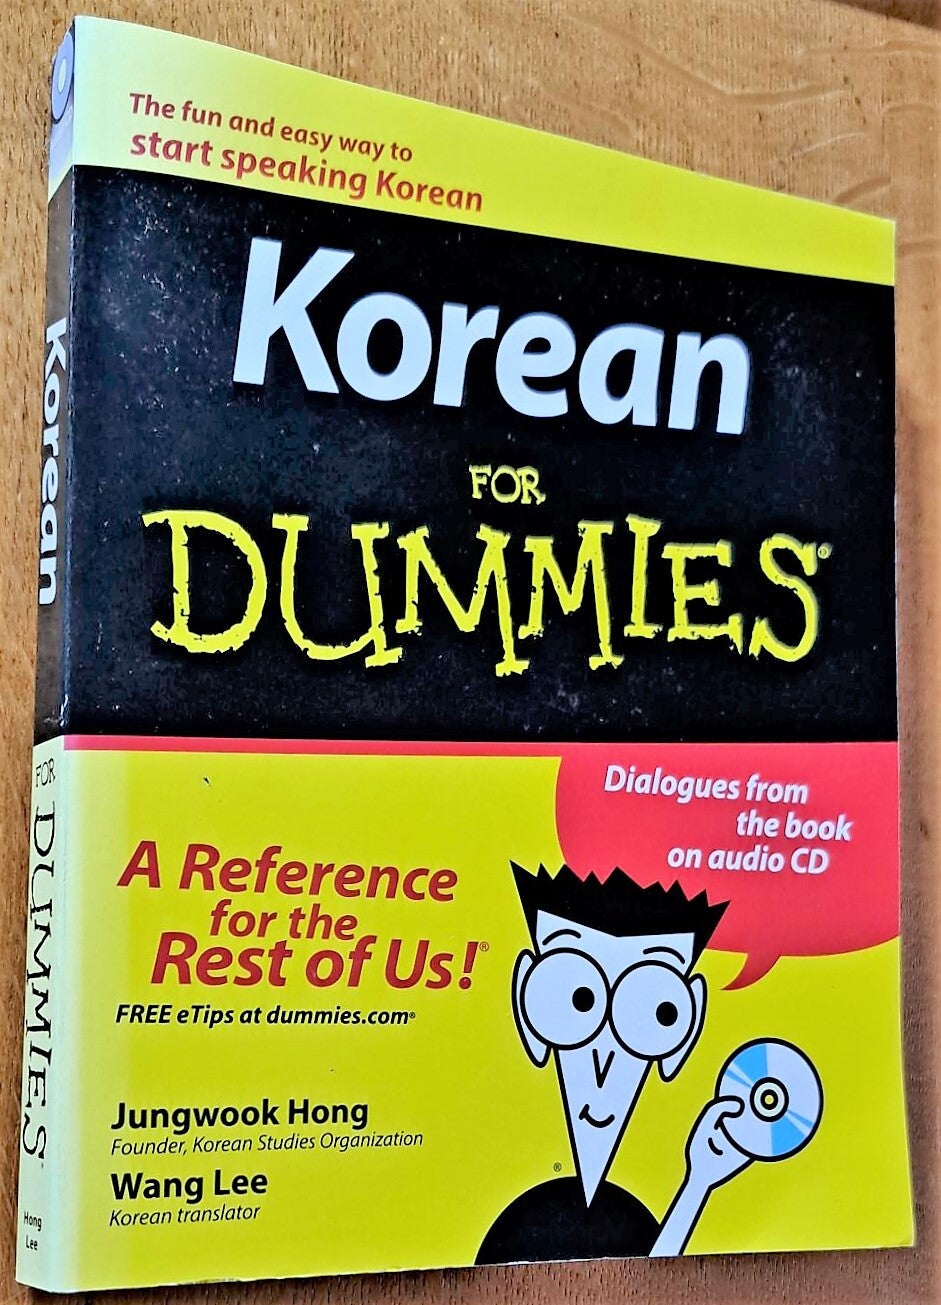 The fun and easy way to
start speaking Korean
Korean
FOR
DUMMIES®
Dialogues from
the book
on audio CD
A Reference
for the
Rest of Us!®
FREE eTips at dummies.com®
Jungwook Hong
Founder, Korean Studies Organization
Wang Lee
Korean translator
®
Korean
FOR
DUMMIES®
Hong
Lee